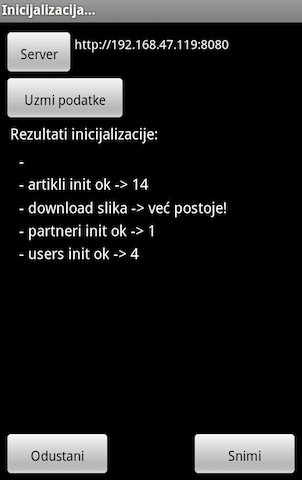 Inicijalizacija...
Server
http://192.168.47.119:8080
Uzmi podatke
Rezultati inicijalizacije:
-
- artikli init ok -> 14
- download slika -> već postoje!
- partneri init ok -> 1
- users init ok -> 4
Odustani
Snimi